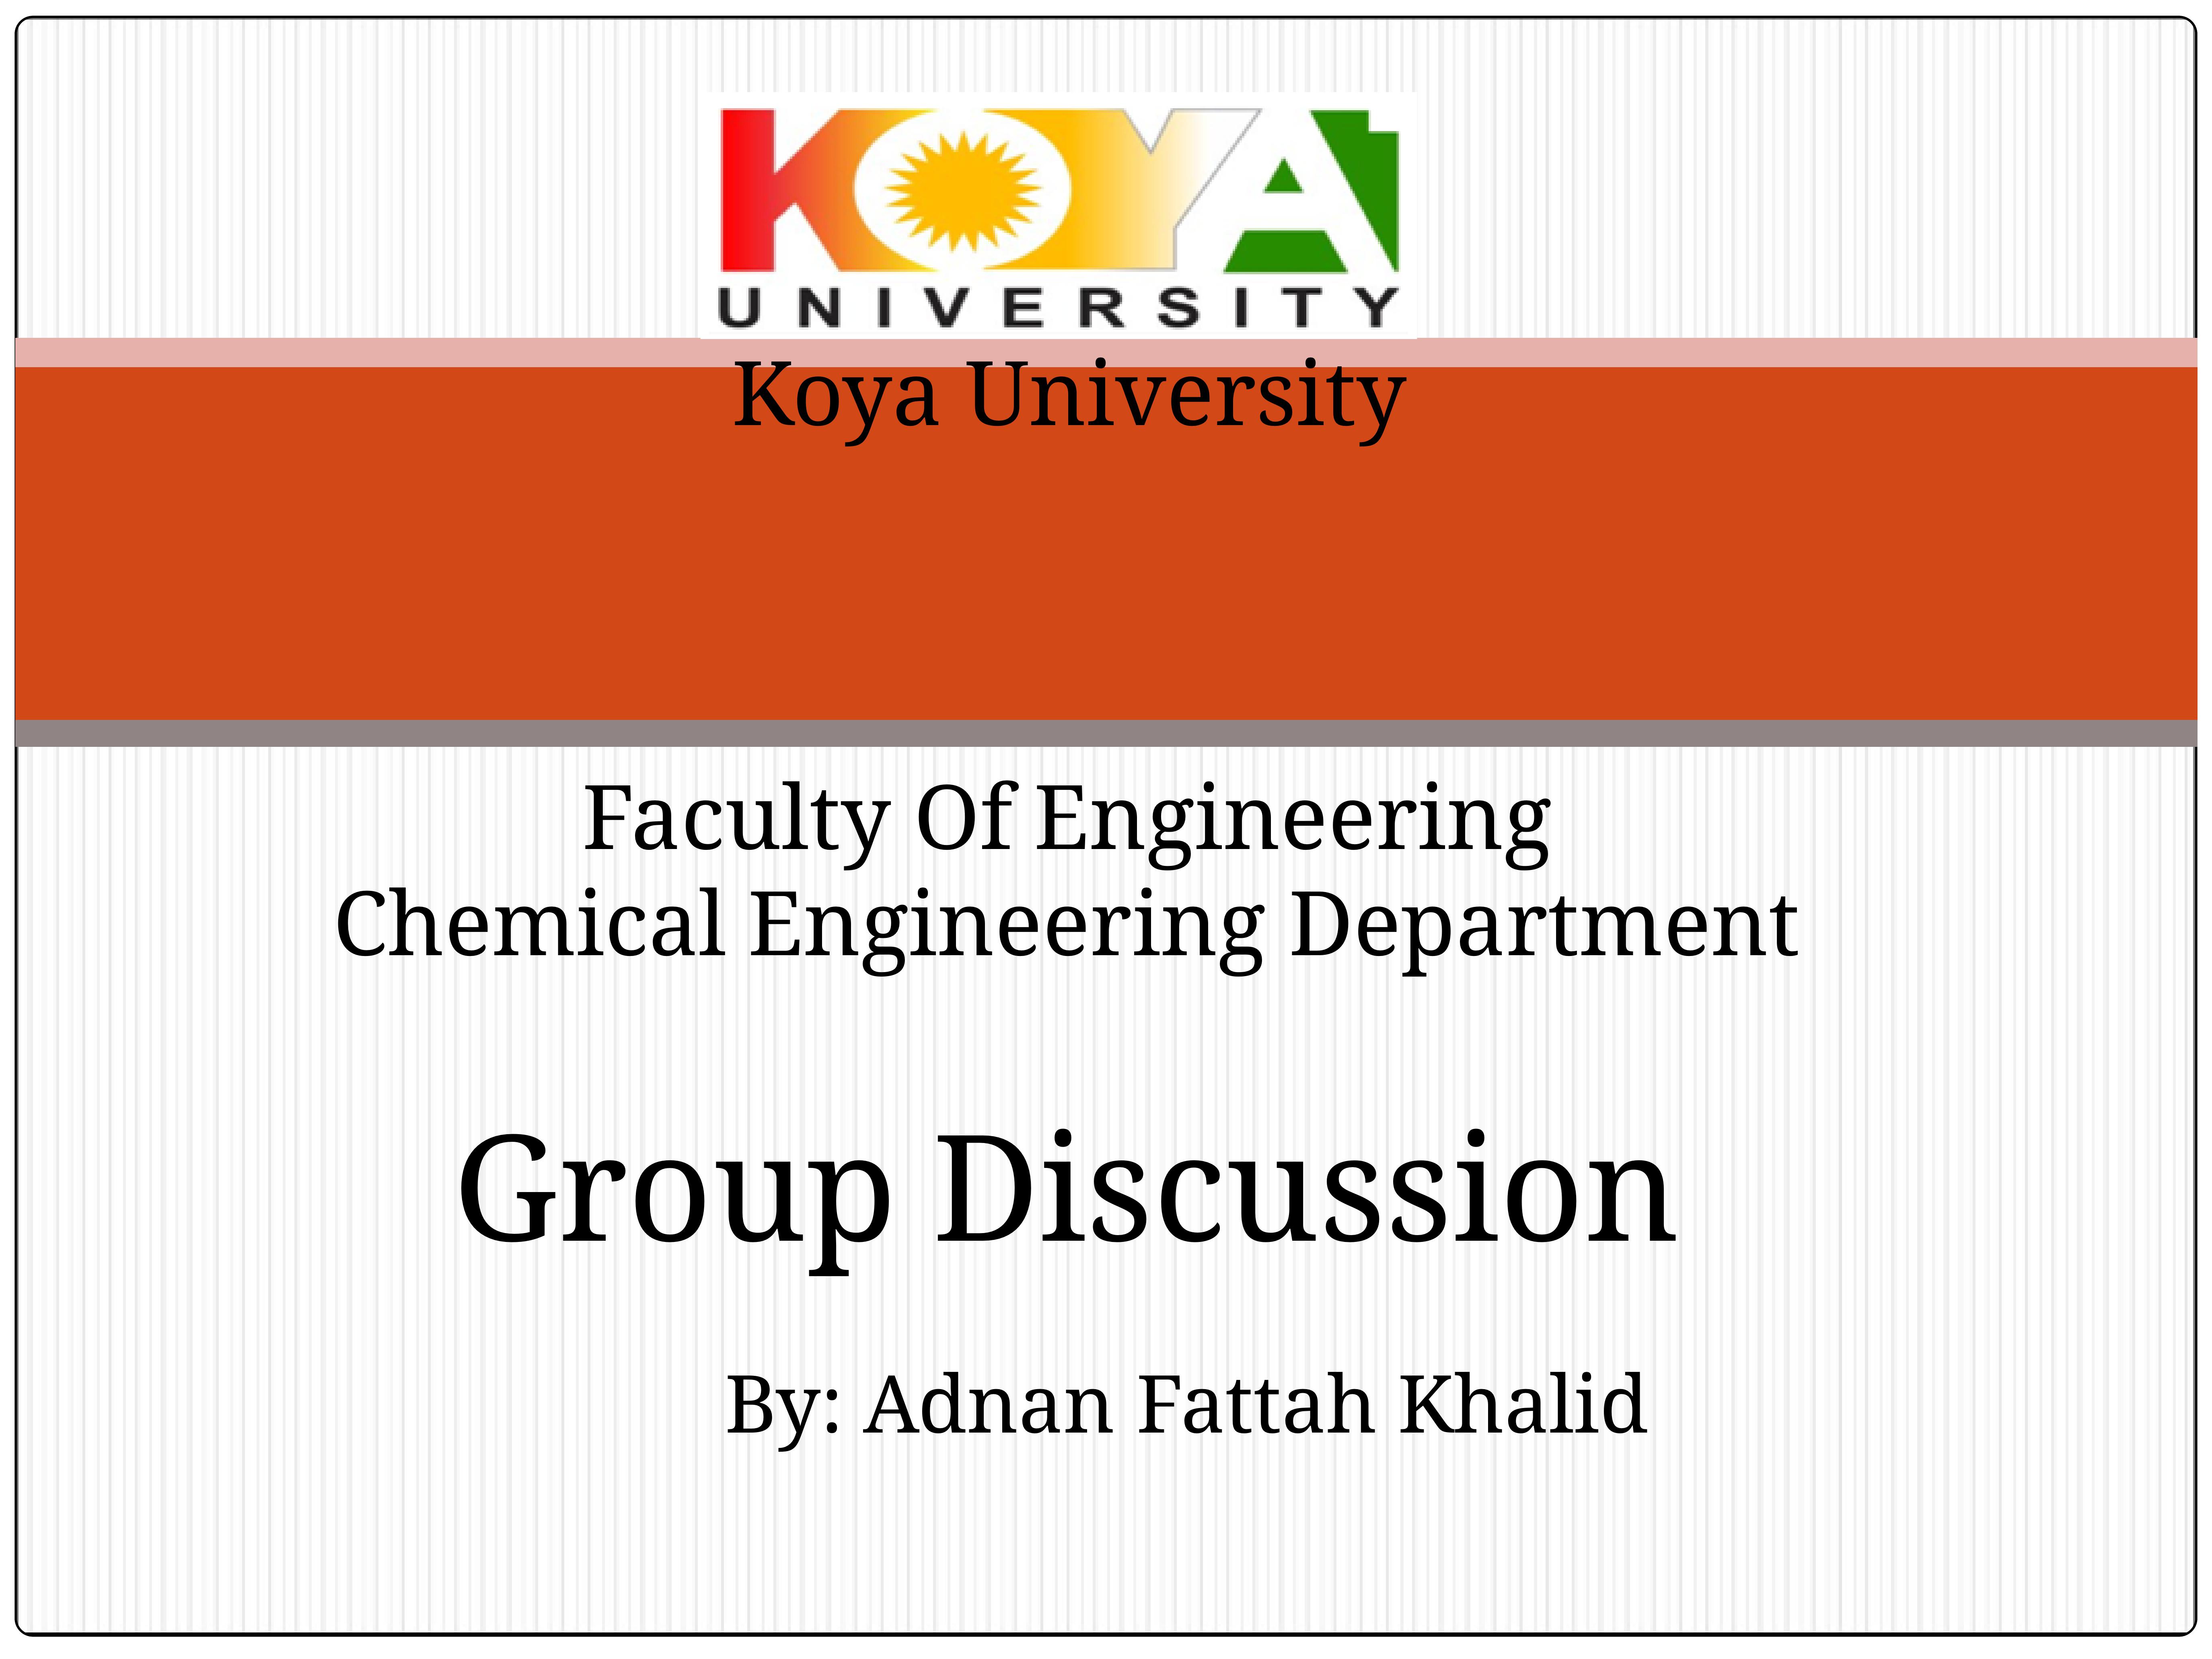 KOYA
UNIVERSITY
Koya University
Faculty Of Engineering
Chemical Engineering Department
Group Discussion
By: Adnan Fattah Khalid